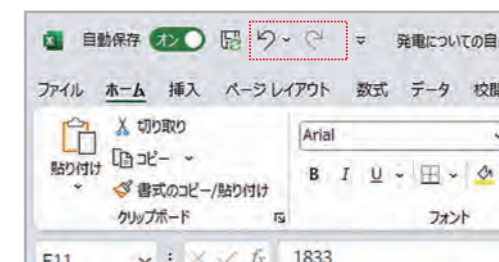 自動保存 オン 発電についての自
ファイル ホーム 挿入 ページ レイアウト 数式 データ 校閲
貼り付け
切り取り
コピー
書式のコピー/貼り付け
クリップボード
Arial
B I U
フォント
F11 fx 1833